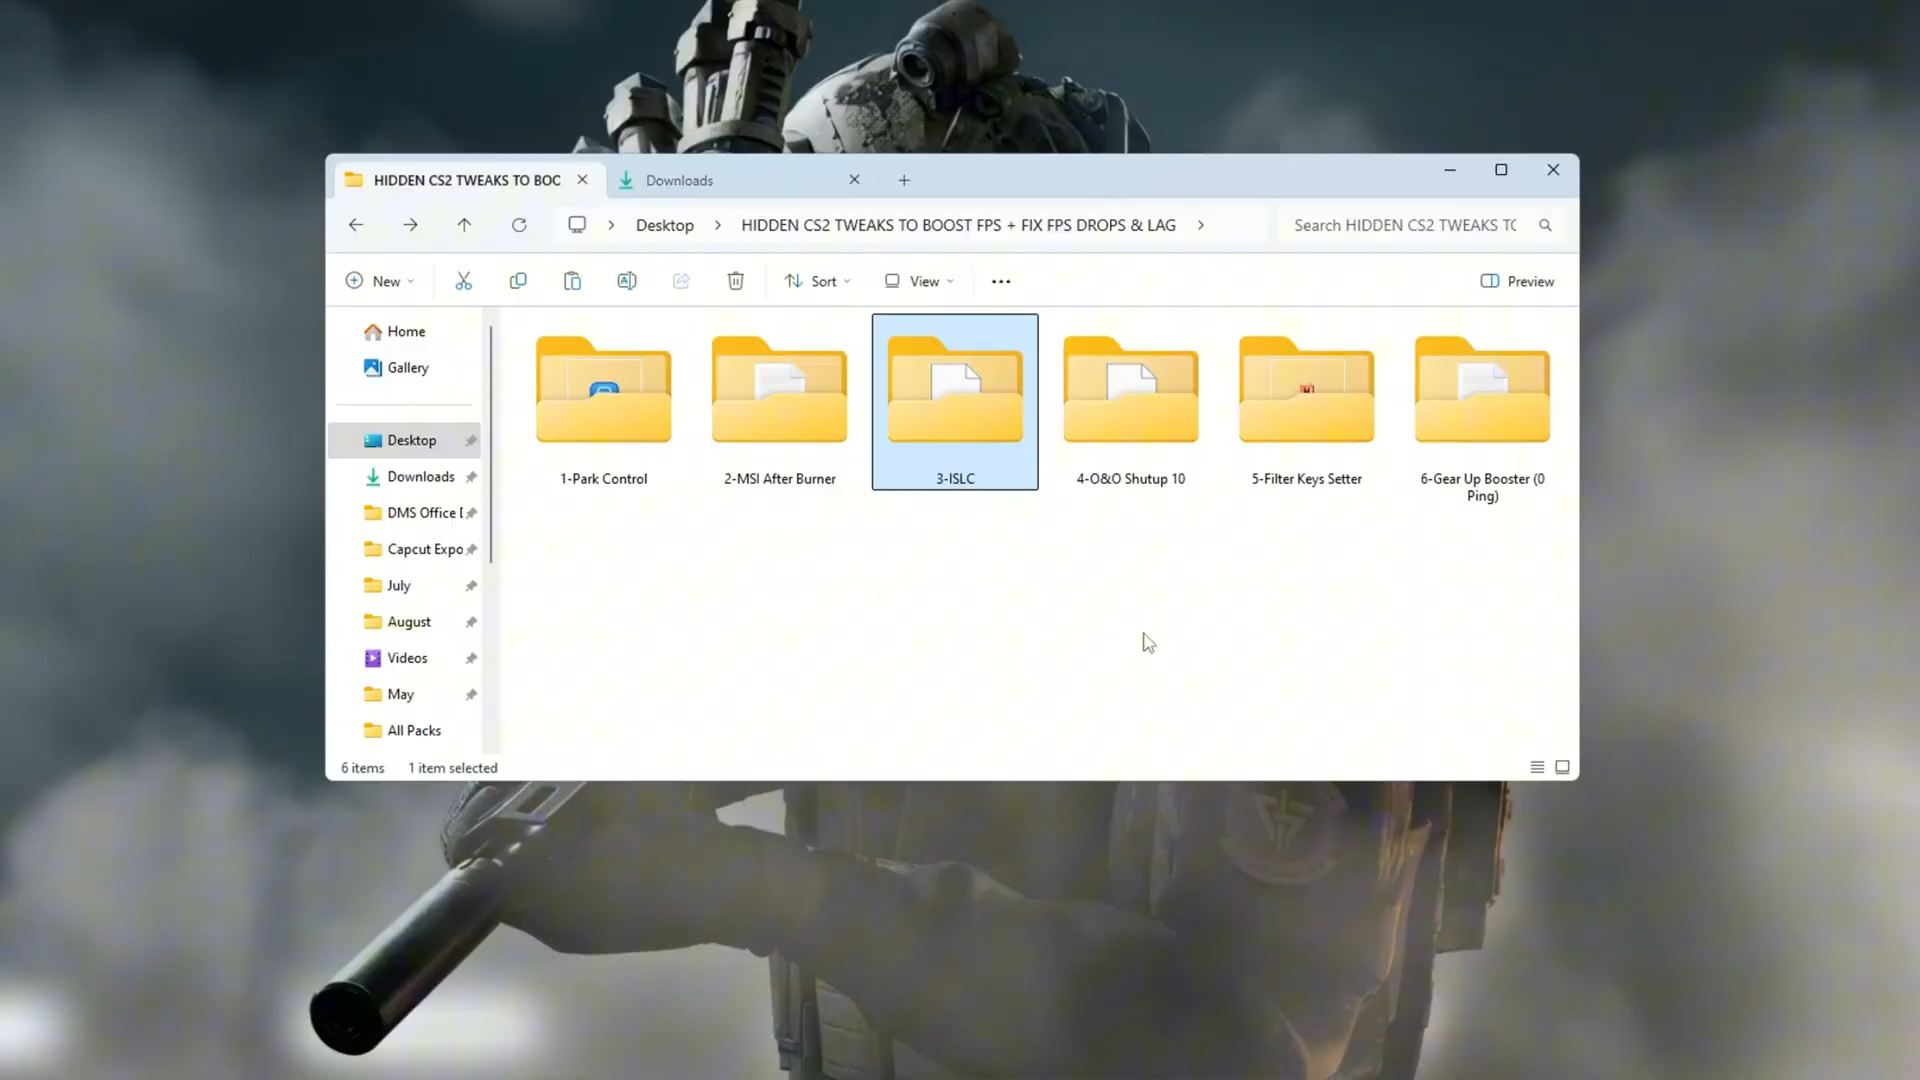 HIDDEN CS2 TWEAKS TO BOC
Downloads
Desktop
HIDDEN CS2 TWEAKS TO BOOST FPS + FIX FPS DROPS & LAG
Search HIDDEN CS2 TWEAKS TC
New
Sort
View
Preview
Home
Gallery
Desktop
Downloads
DMS Office [
Capcut Expo
July
August
Videos
May
All Packs
1-Park Control
2-MSI After Burner
3-ISLC
4-O&O Shutup 10
5-Filter Keys Setter
6-Gear Up Booster (0
Ping)
6 items
1 item selected